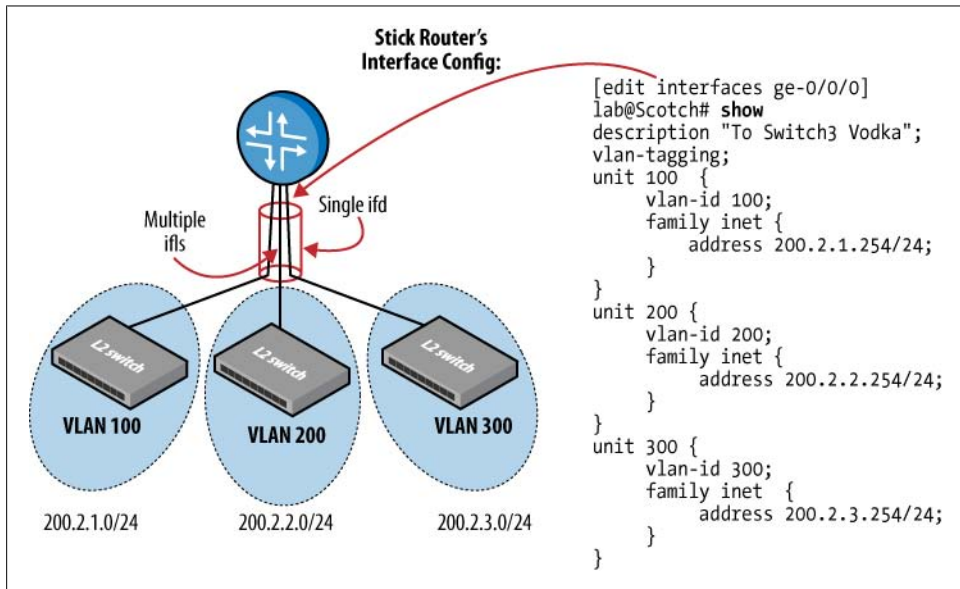 Stick Router's
Interface Config:
Multiple
ifls
Single ifd
L2 switch
L2 switch
L2 switch
VLAN 100
VLAN 200
VLAN 300
200.2.1.0/24
200.2.2.0/24
200.2.3.0/24
[edit interfaces ge-0/0/0]
lab@Scotch# show
description "To Switch3 Vodka";
vlan-tagging;
unit 100 {
vlan-id 100;
family inet {
address 200.2.1.254/24;
}
}
unit 200 {
vlan-id 200;
family inet {
address 200.2.2.254/24;
}
}
unit 300 {
vlan-id 300;
family inet {
address 200.2.3.254/24;
}
}